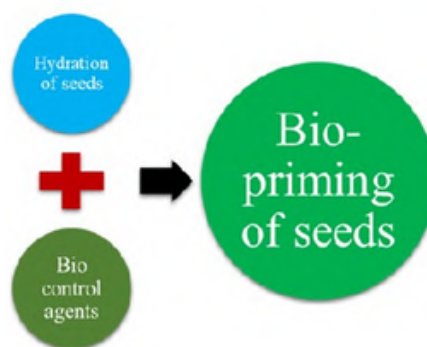 Hydration
of seeds
Bio
control
agents
Bio-
priming
of seeds